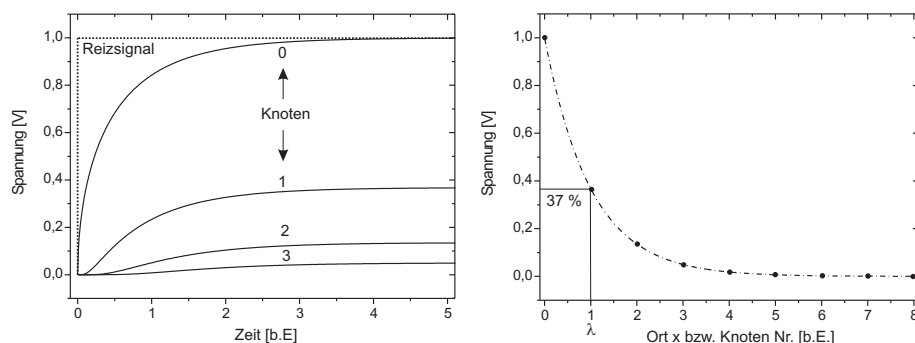 Spannung [V]
1,0
0,8
0,6
0,4
0,2
0,0
Reizsignal
0
Knoten
1
2
3
0 1 2 3 4 5
Zeit [b.E]
Spannung [V]
1,0
0,8
0,6
0,4
0,2
0,0
37 %
0 1 2 3 4 5 6 7 8
λ
Ort x bzw. Knoten Nr. [b.E.]